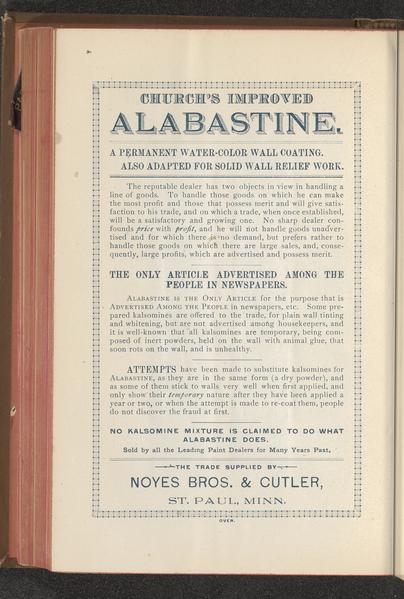 CHURCH'S IMPROVED
ALABASTINE.
A PERMANENT WATER-COLOR WALL COATING.
ALSO ADAPTED FOR SOLID WALL RELIEF WORK.
The reputable dealer has two objects in view in handling a
line of goods. To handle those goods on which he can make
the most profit and those that possess merit and will give satis-
faction to his trade, and on which a trade, when once established,
will be a satisfactory and growing one. No sharp dealer con-
founds price with profit, and he will not handle goods unadver-
tised and for which there is no demand, but prefers rather to
handle those goods on which there are large sales, and, conse-
quently, large profits, which are advertised and possess merit.
THE ONLY ARTICLE ADVERTISED AMONG THE
PEOPLE IN NEWSPAPERS.
ALABASTINE IS THE ONLY ARTICLE for the purpose that is
ADVERTISED AMONG THE PEOPLE in newspapers, etc. Some pre-
pared kalsomines are offered to the trade, for plain wall tinting
and whitening, but are not advertised among housekeepers, and
it is well-known that all kalsomines are temporary, being com-
posed of inert powders, held on the wall with animal glue, that
soon rots on the wall, and is unhealthy.
ATTEMPTS have been made to substitute kalsomines for
ALABASTINE, as they are in the same form (a dry powder), and
as some of them stick to walls very well when first applied, and
only show their temporary nature after they have been applied a
year or two, or when the attempt is made to re-coat them, people
do not discover the fraud at first.
NO KALSOMINE MIXTURE IS CLAIMED TO DO WHAT
ALABASTINE DOES.
Sold by all the Leading Paint Dealers for Many Years Past.
THE TRADE SUPPLIED BY
NOYES BROS. & CUTLER,
ST. PAUL, MINN.
OVER.